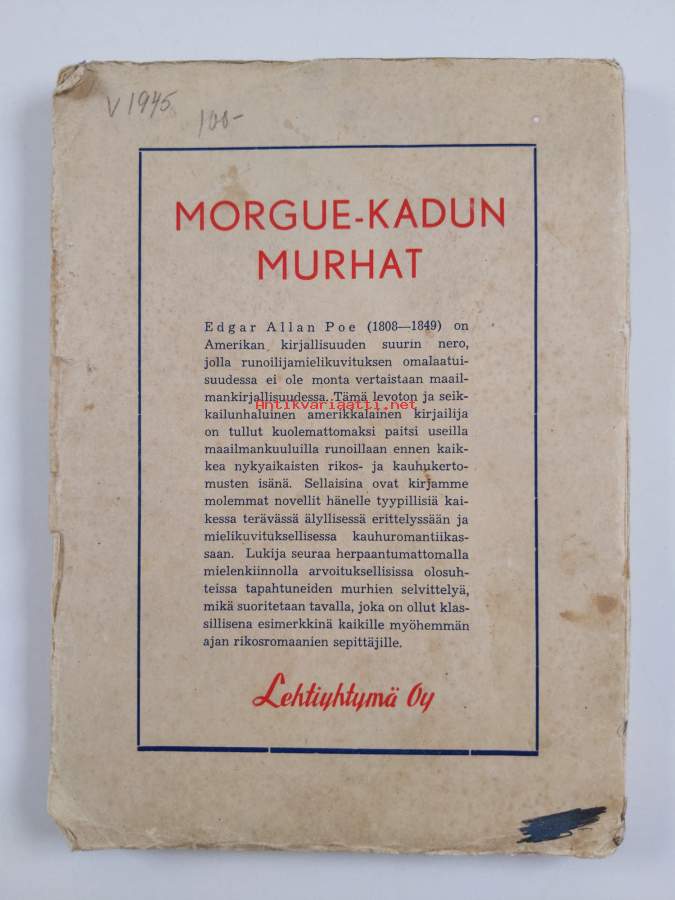 V 1945
100-
MORGUE-KADUN
MURHAT
Edgar Allan Poe (1808—1849) on
Amerikan kirjallisuuden suurin nero,
jolla runoilijamielikuvituksen omalaatui-
suudessa ei ole monta vertaistaan maail-
mankirjallisuudessa. Tämä levoton ja seik-
Antikvariaatti.net
kailunhaluinen amerikkalainen kirjailija
on tullut kuolemattomaksi paitsi useilla
maailmankuuluilla runoillaan ennen kaik-
kea nykyaikaisten rikos- ja kauhukerto-
musten isänä. Sellaisina ovat kirjamme
molemmat novellit hänelle tyypillisiä kai-
kessa terävässä älyllisessä erittelyssään ja
mielikuvituksellisessa kauhuromantiikas-
saan. Lukija seuraa herpaantumattomalla
mielenkiinnolla arvoituksellisissa olosuh-
teissa tapahtuneiden murhien selvittelyä,
mikä suoritetaan tavalla, joka on ollut klas-
sillisena esimerkkinä kaikille myöhemmän
ajan rikosromaanien sepittäjille.
Lehtiyhtymä Oy